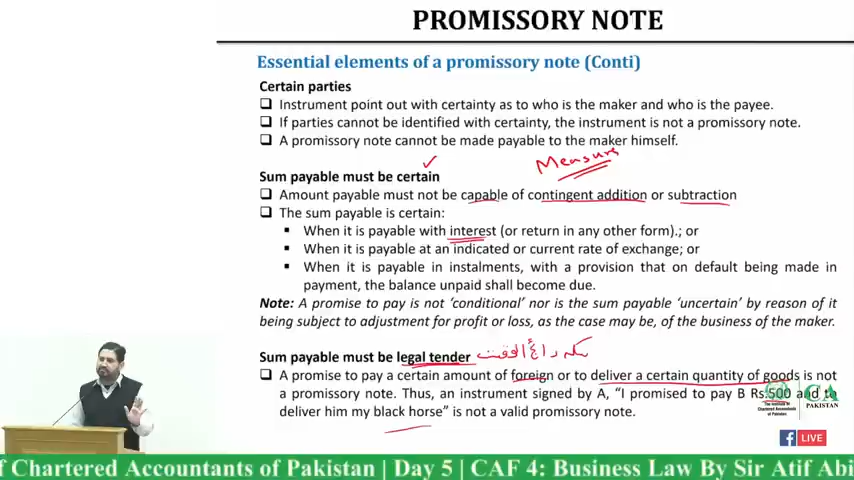 PROMISSORY NOTE
Essential elements of a promissory note (Conti)
Certain parties
❑ Instrument point out with certainty as to who is the maker and who is the payee.
❑ If parties cannot be identified with certainty, the instrument is not a promissory note.
❑ A promissory note cannot be made payable to the maker himself.
Measure
Sum payable must be certain
❑ Amount payable must not be capable of contingent addition or subtraction
❑ The sum payable is certain:
▪ When it is payable with interest (or return in any other form).; or
▪ When it is payable at an indicated or current rate of exchange; or
▪ When it is payable in instalments, with a provision that on default being made in
payment, the balance unpaid shall become due.
Note: A promise to pay is not ‘conditional’ nor is the sum payable ‘uncertain’ by reason of it
being subject to adjustment for profit or loss, as the case may be, of the business of the maker.
Sum payable must be legal tender
❑ A promise to pay a certain amount of foreign or to deliver a certain quantity of goods is not
a promissory note. Thus, an instrument signed by A, “I promised to pay B Rs.500 and to
deliver him my black horse” is not a valid promissory note.
The Institute of
Chartered Accountants
of Pakistan
CA
PAKISTAN
f LIVE
f Chartered Accountants of Pakistan | Day 5 | CAF 4: Business Law By Sir Atif Abi